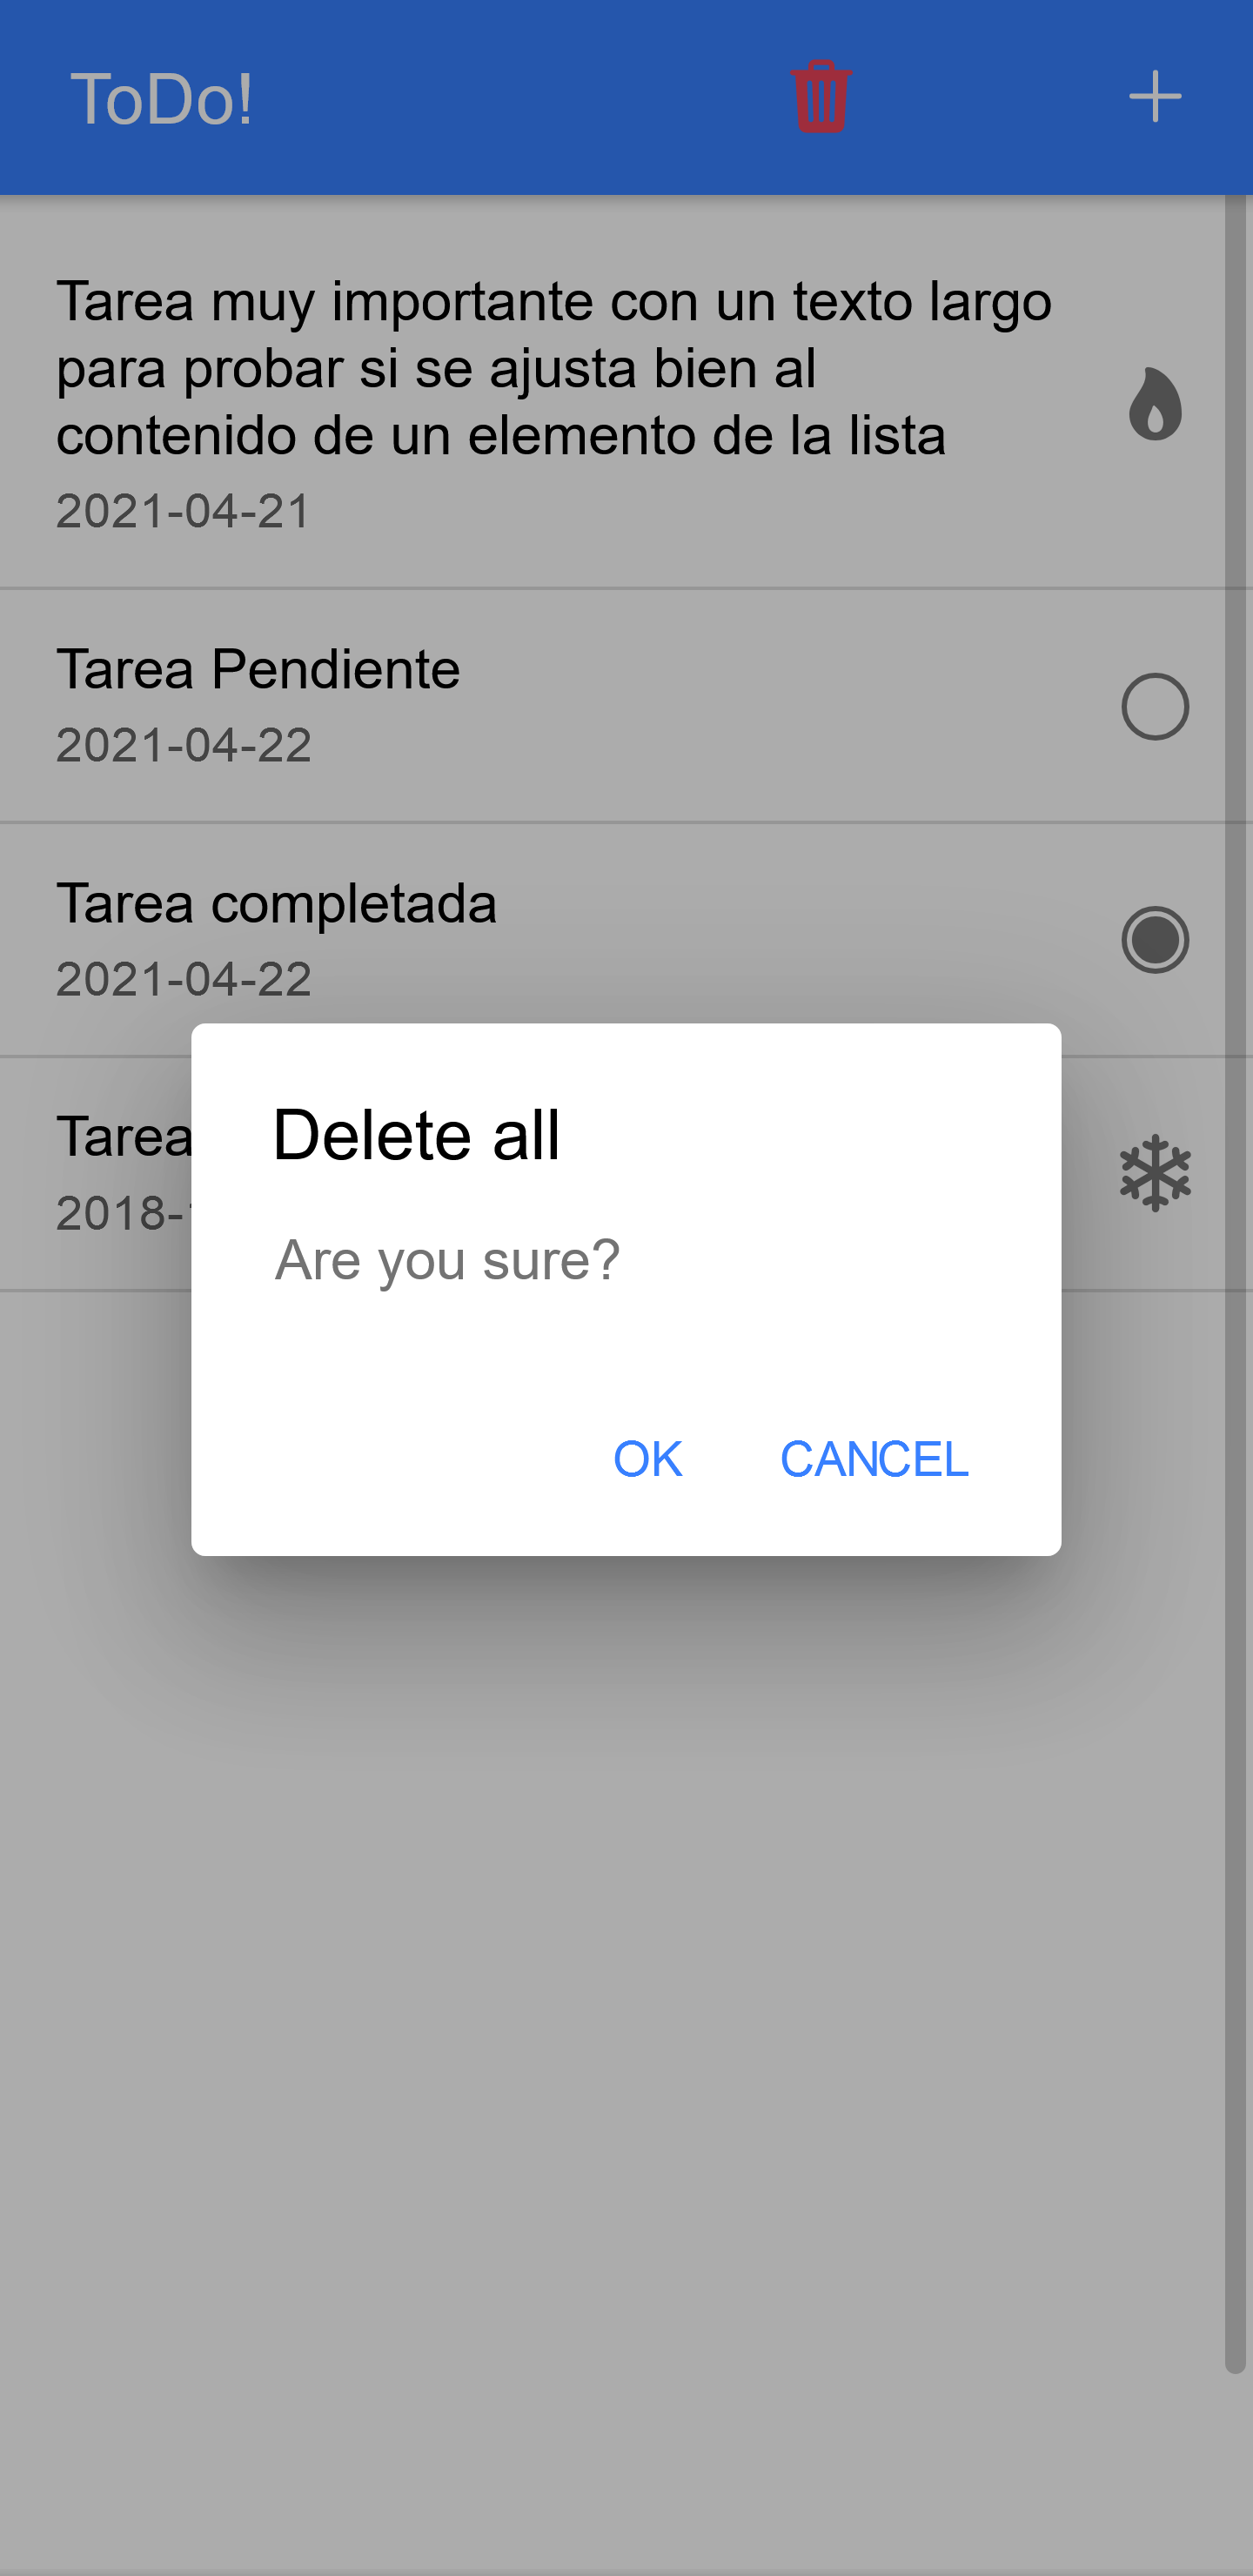 ToDo!
Tarea muy importante con un texto largo
para probar si se ajusta bien al
contenido de un elemento de la lista
2021-04-21
Tarea Pendiente
2021-04-22
Tarea completada
2021-04-22
Tarea
2018-
Delete all
Are you sure?
OK CANCEL